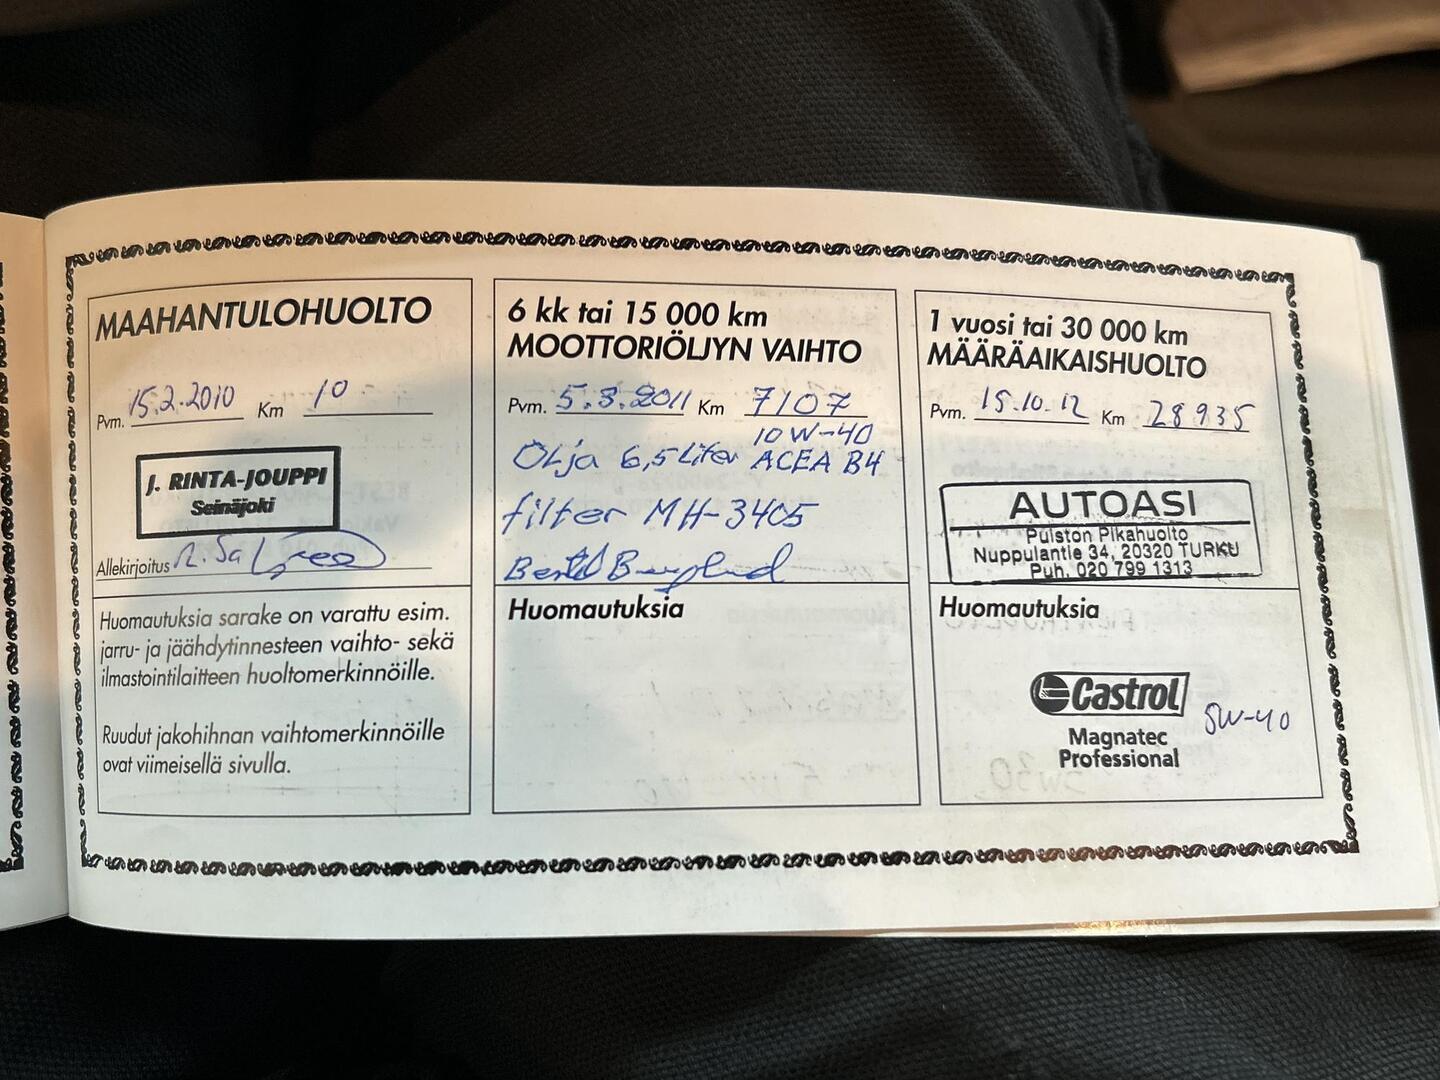 MAAHANTULOHUOLTO
Pvm. 15.2.2010 Km 10
J. RINTA-JOUPPI
Seinäjoki
Allekirjoitus
Huomautuksia sarake on varattu esim.
jarru- ja jäähdytinnesteen vaihto- sekä
ilmastointilaitteen huoltomerkinnöille.
Ruudut jakohihnan vaihtomerkinnöille
ovat viimeisellä sivulla.
6 kk tai 15 000 km
MOOTTORIÖLJYN VAIHTO
Pvm. 5.3.2011 Km 7107
10W-40
Olja 6,5 Liter ACEA B4
filter MH-3405
Huomautuksia
1 vuosi tai 30 000 km
MÄÄRÄAIKAISHUOLTO
Pvm. 15.10.12 Km 28935
AUTOASI
Puiston Pikahuolto
Nuppulantie 34, 20320 TURKU
Puh. 020 799 1313
Huomautuksia
Castrol
5W-40
Magnatec
Professional